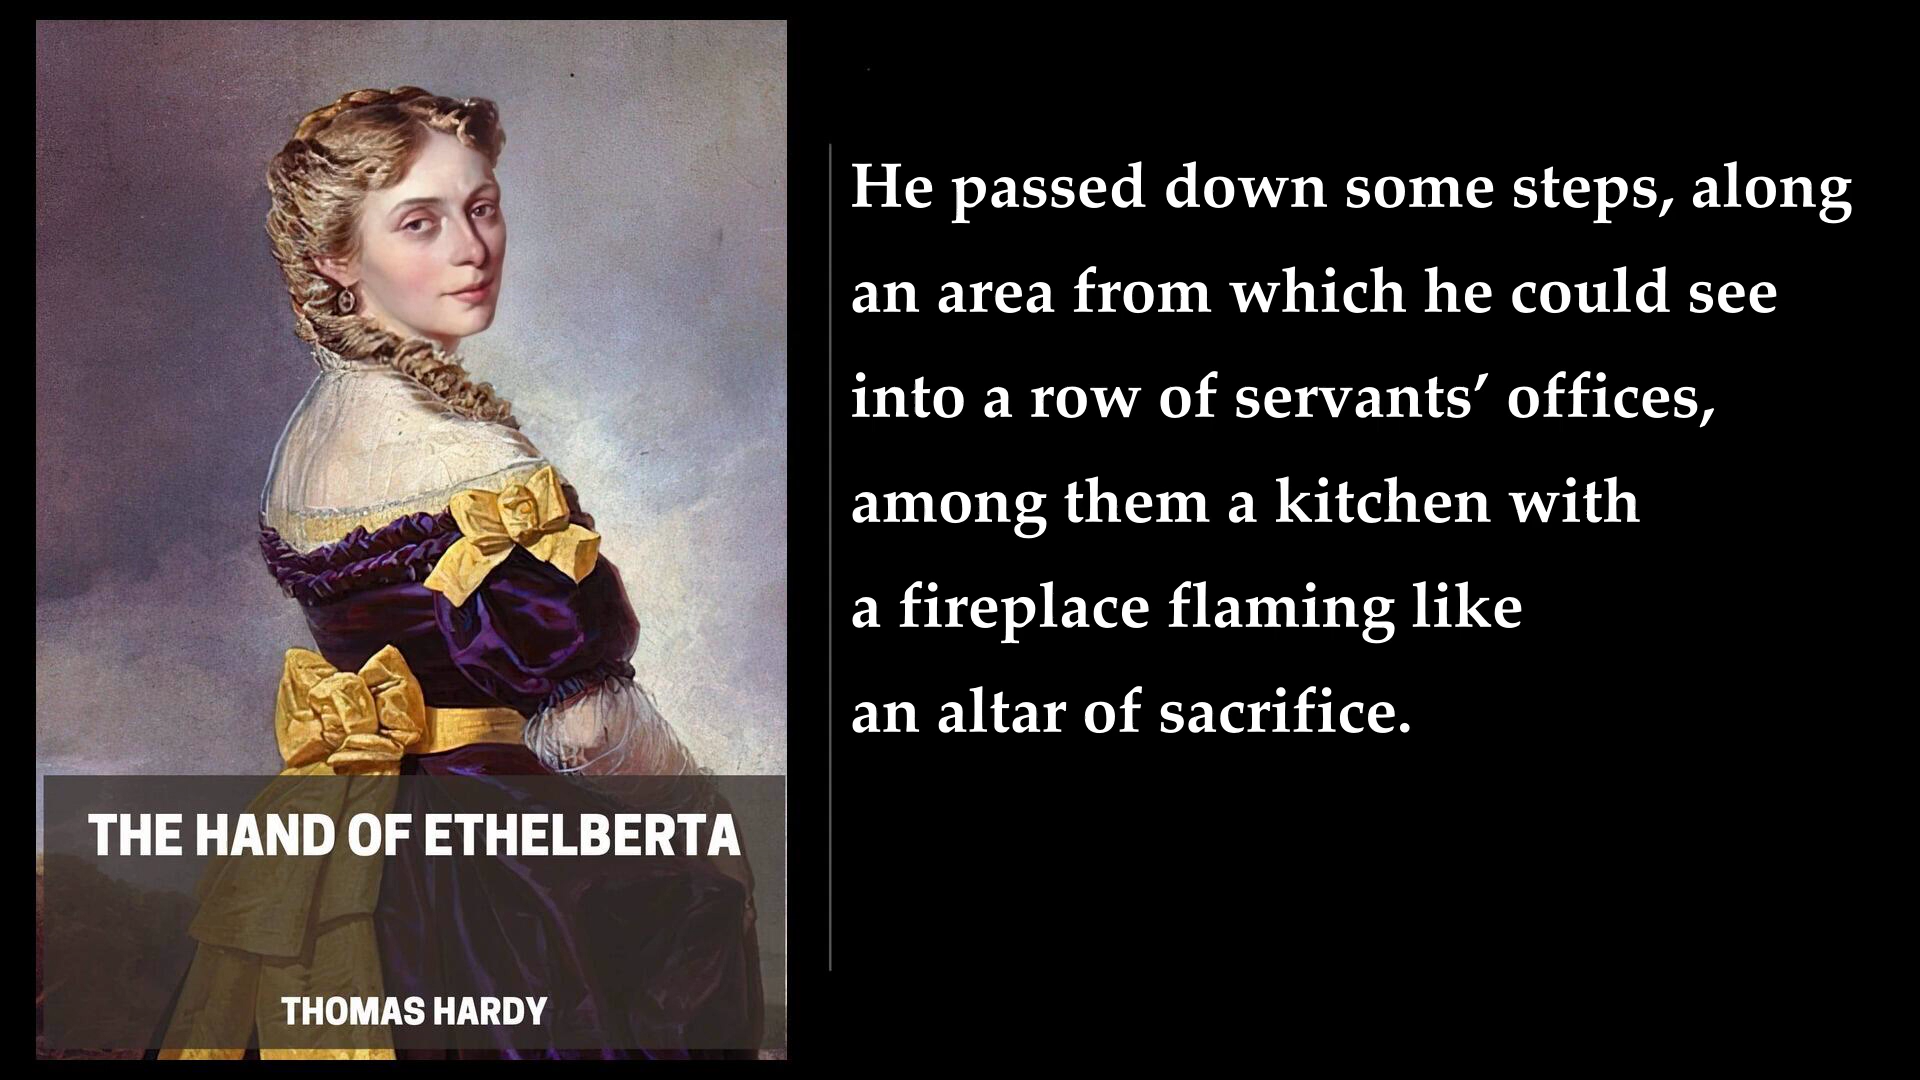 THE HAND OF ETHELBERTA
THOMAS HARDY
He passed down some steps, along
an area from which he could see
into a row of servants’ offices,
among them a kitchen with
a fireplace flaming like
an altar of sacrifice.